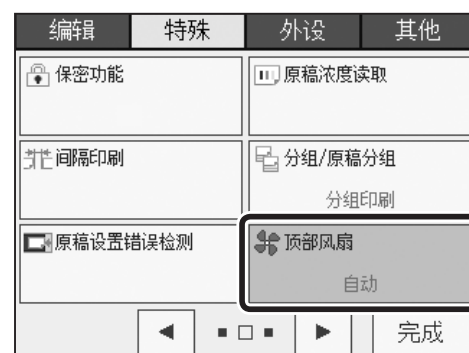 编辑 特殊 外设 其他
保密功能 原稿浓度读取
间隔印刷 分组/原稿分组
分组印刷
原稿设置错误检测 顶部风扇
自动
完成